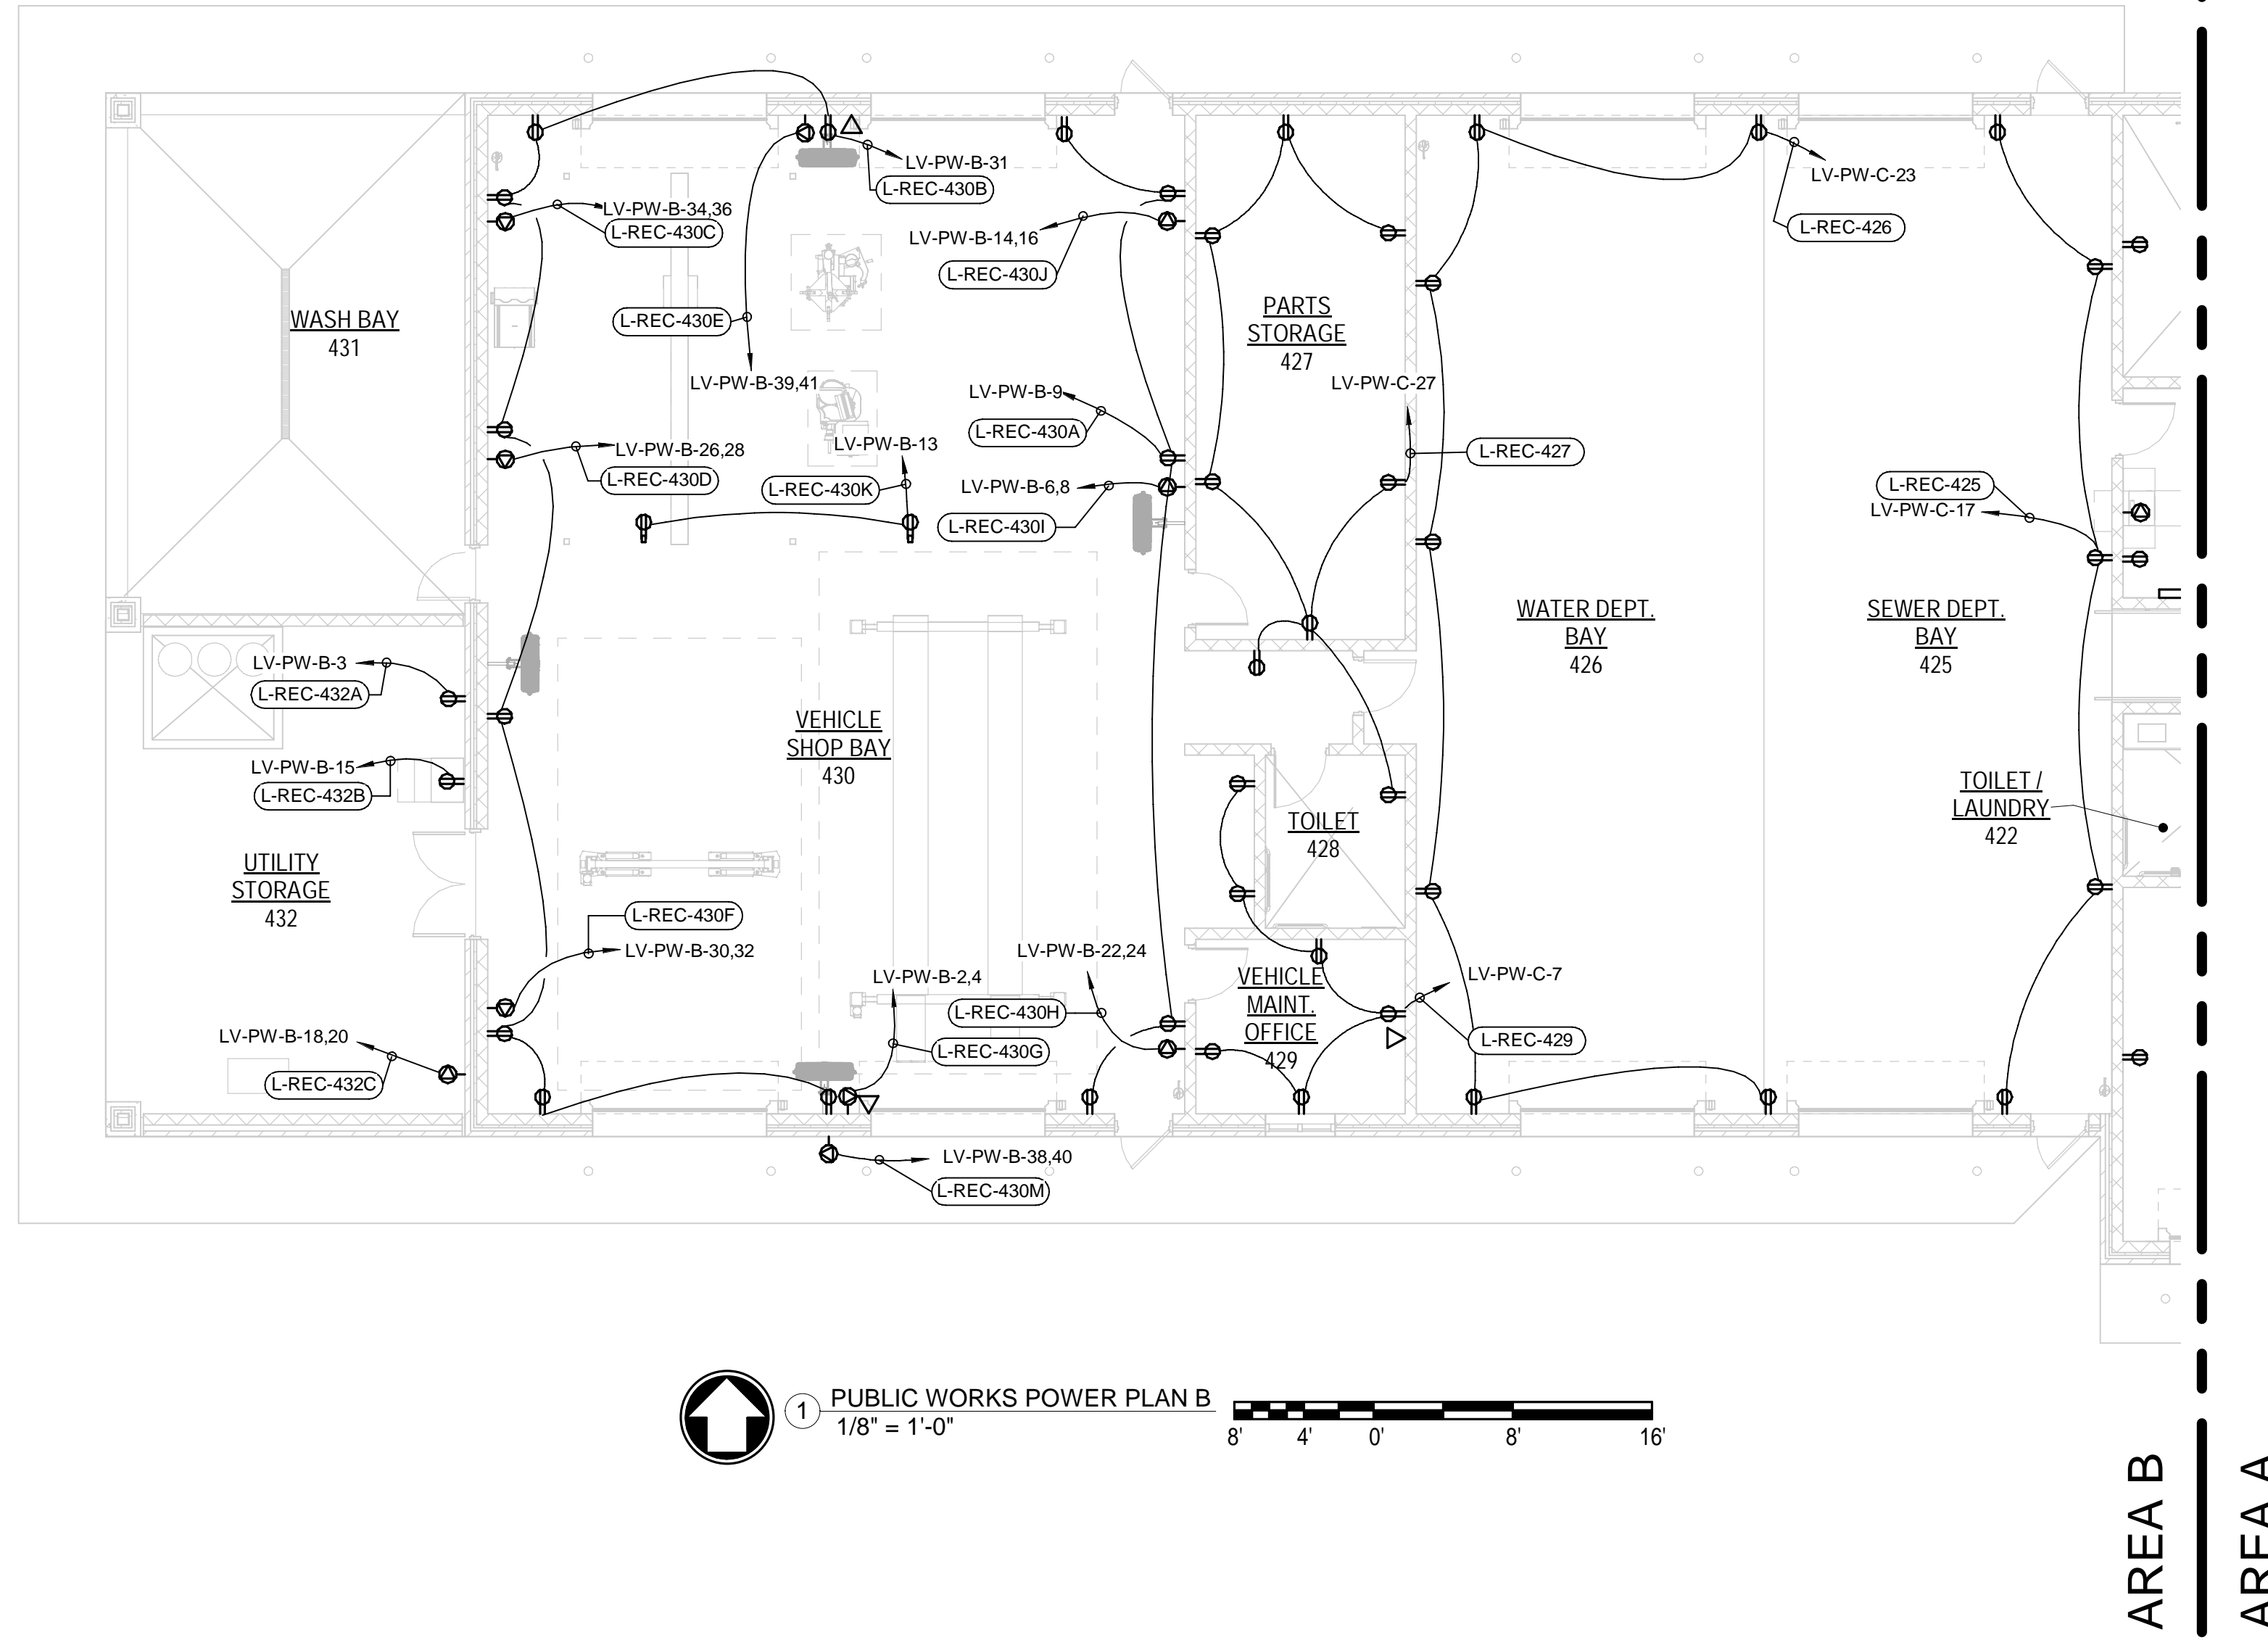 LV-PW-B-31
L-REC-430B
LV-PW-C-23
L-REC-426
LV-PW-B-34,36
L-REC-430C
LV-PW-B-14,16
L-REC-430J
WASH BAY
431
L-REC-430E
LV-PW-B-39,41
PARTS
STORAGE
427
LV-PW-C-27
LV-PW-B-9
L-REC-430A
LV-PW-B-13
LV-PW-B-26,28
L-REC-430D
L-REC-430K
LV-PW-B-6,8
L-REC-430I
L-REC-427
L-REC-425
LV-PW-C-17
WATER DEPT.
BAY
426
SEWER DEPT.
BAY
425
LV-PW-B-3
L-REC-432A
VEHICLE
SHOP BAY
430
LV-PW-B-15
L-REC-432B
TOILET
428
TOILET /
LAUNDRY
422
UTILITY
STORAGE
432
L-REC-430F
LV-PW-B-30,32
LV-PW-B-2,4
LV-PW-B-22,24
L-REC-430H
L-REC-430G
VEHICLE
MAINT.
OFFICE
429
LV-PW-C-7
L-REC-429
LV-PW-B-18,20
L-REC-432C
LV-PW-B-38,40
L-REC-430M
1
PUBLIC WORKS POWER PLAN B
1/8" = 1'-0"
8' 4' 0' 8' 16'
AREA B
AREA A